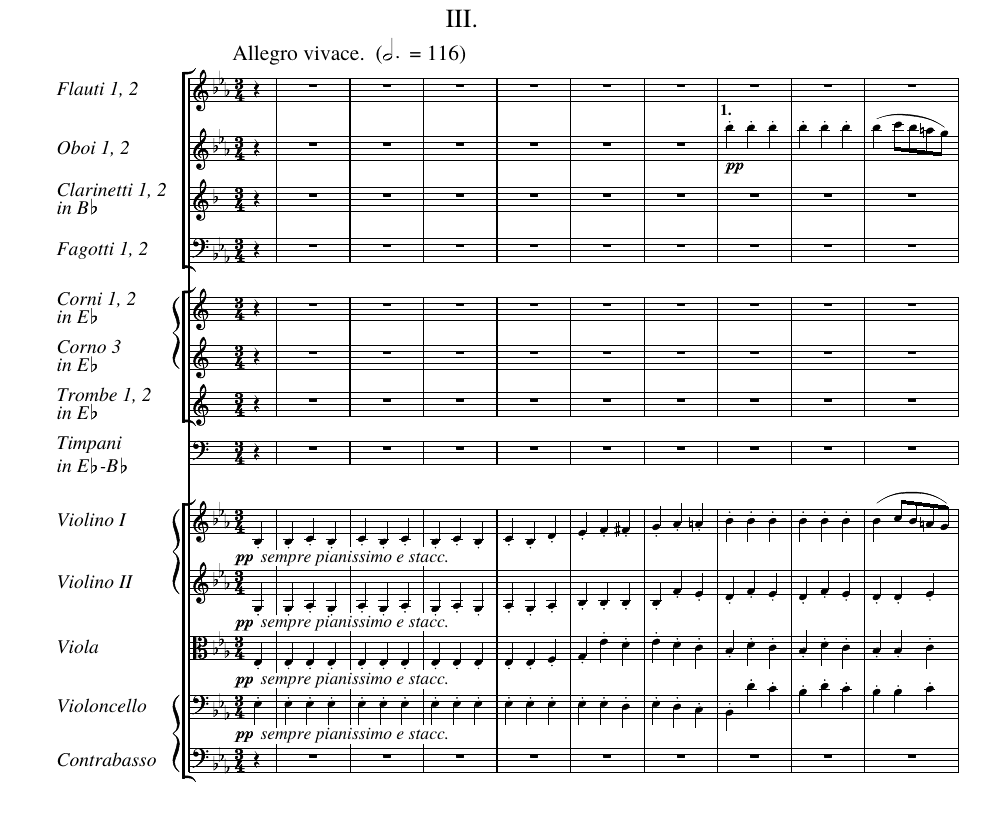 III.
Allegro vivace. (𝅗𝅥. = 116)
Flauti 1, 2
1.
Oboi 1, 2
pp
Clarinetti 1, 2
in B♭
Fagotti 1, 2
Corni 1, 2
in E♭
Corno 3
in E♭
Trombe 1, 2
in E♭
Timpani
in E♭-B♭
Violino I
pp sempre pianissimo e stacc.
Violino II
pp sempre pianissimo e stacc.
Viola
pp sempre pianissimo e stacc.
Violoncello
pp sempre pianissimo e stacc.
Contrabasso